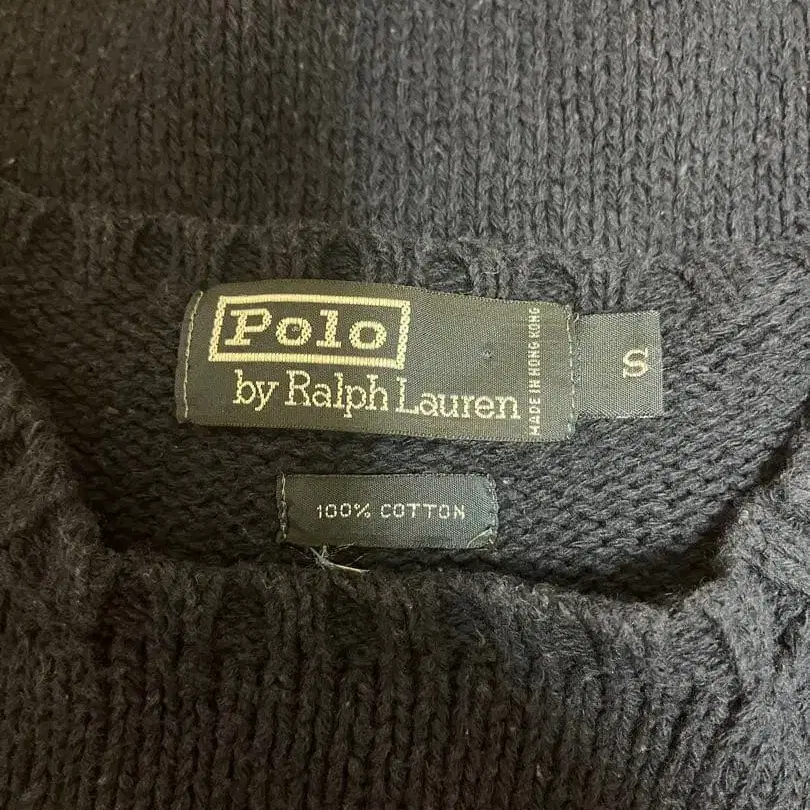 Polo
by Ralph Lauren
MADE IN HONG KONG
S
100% COTTON